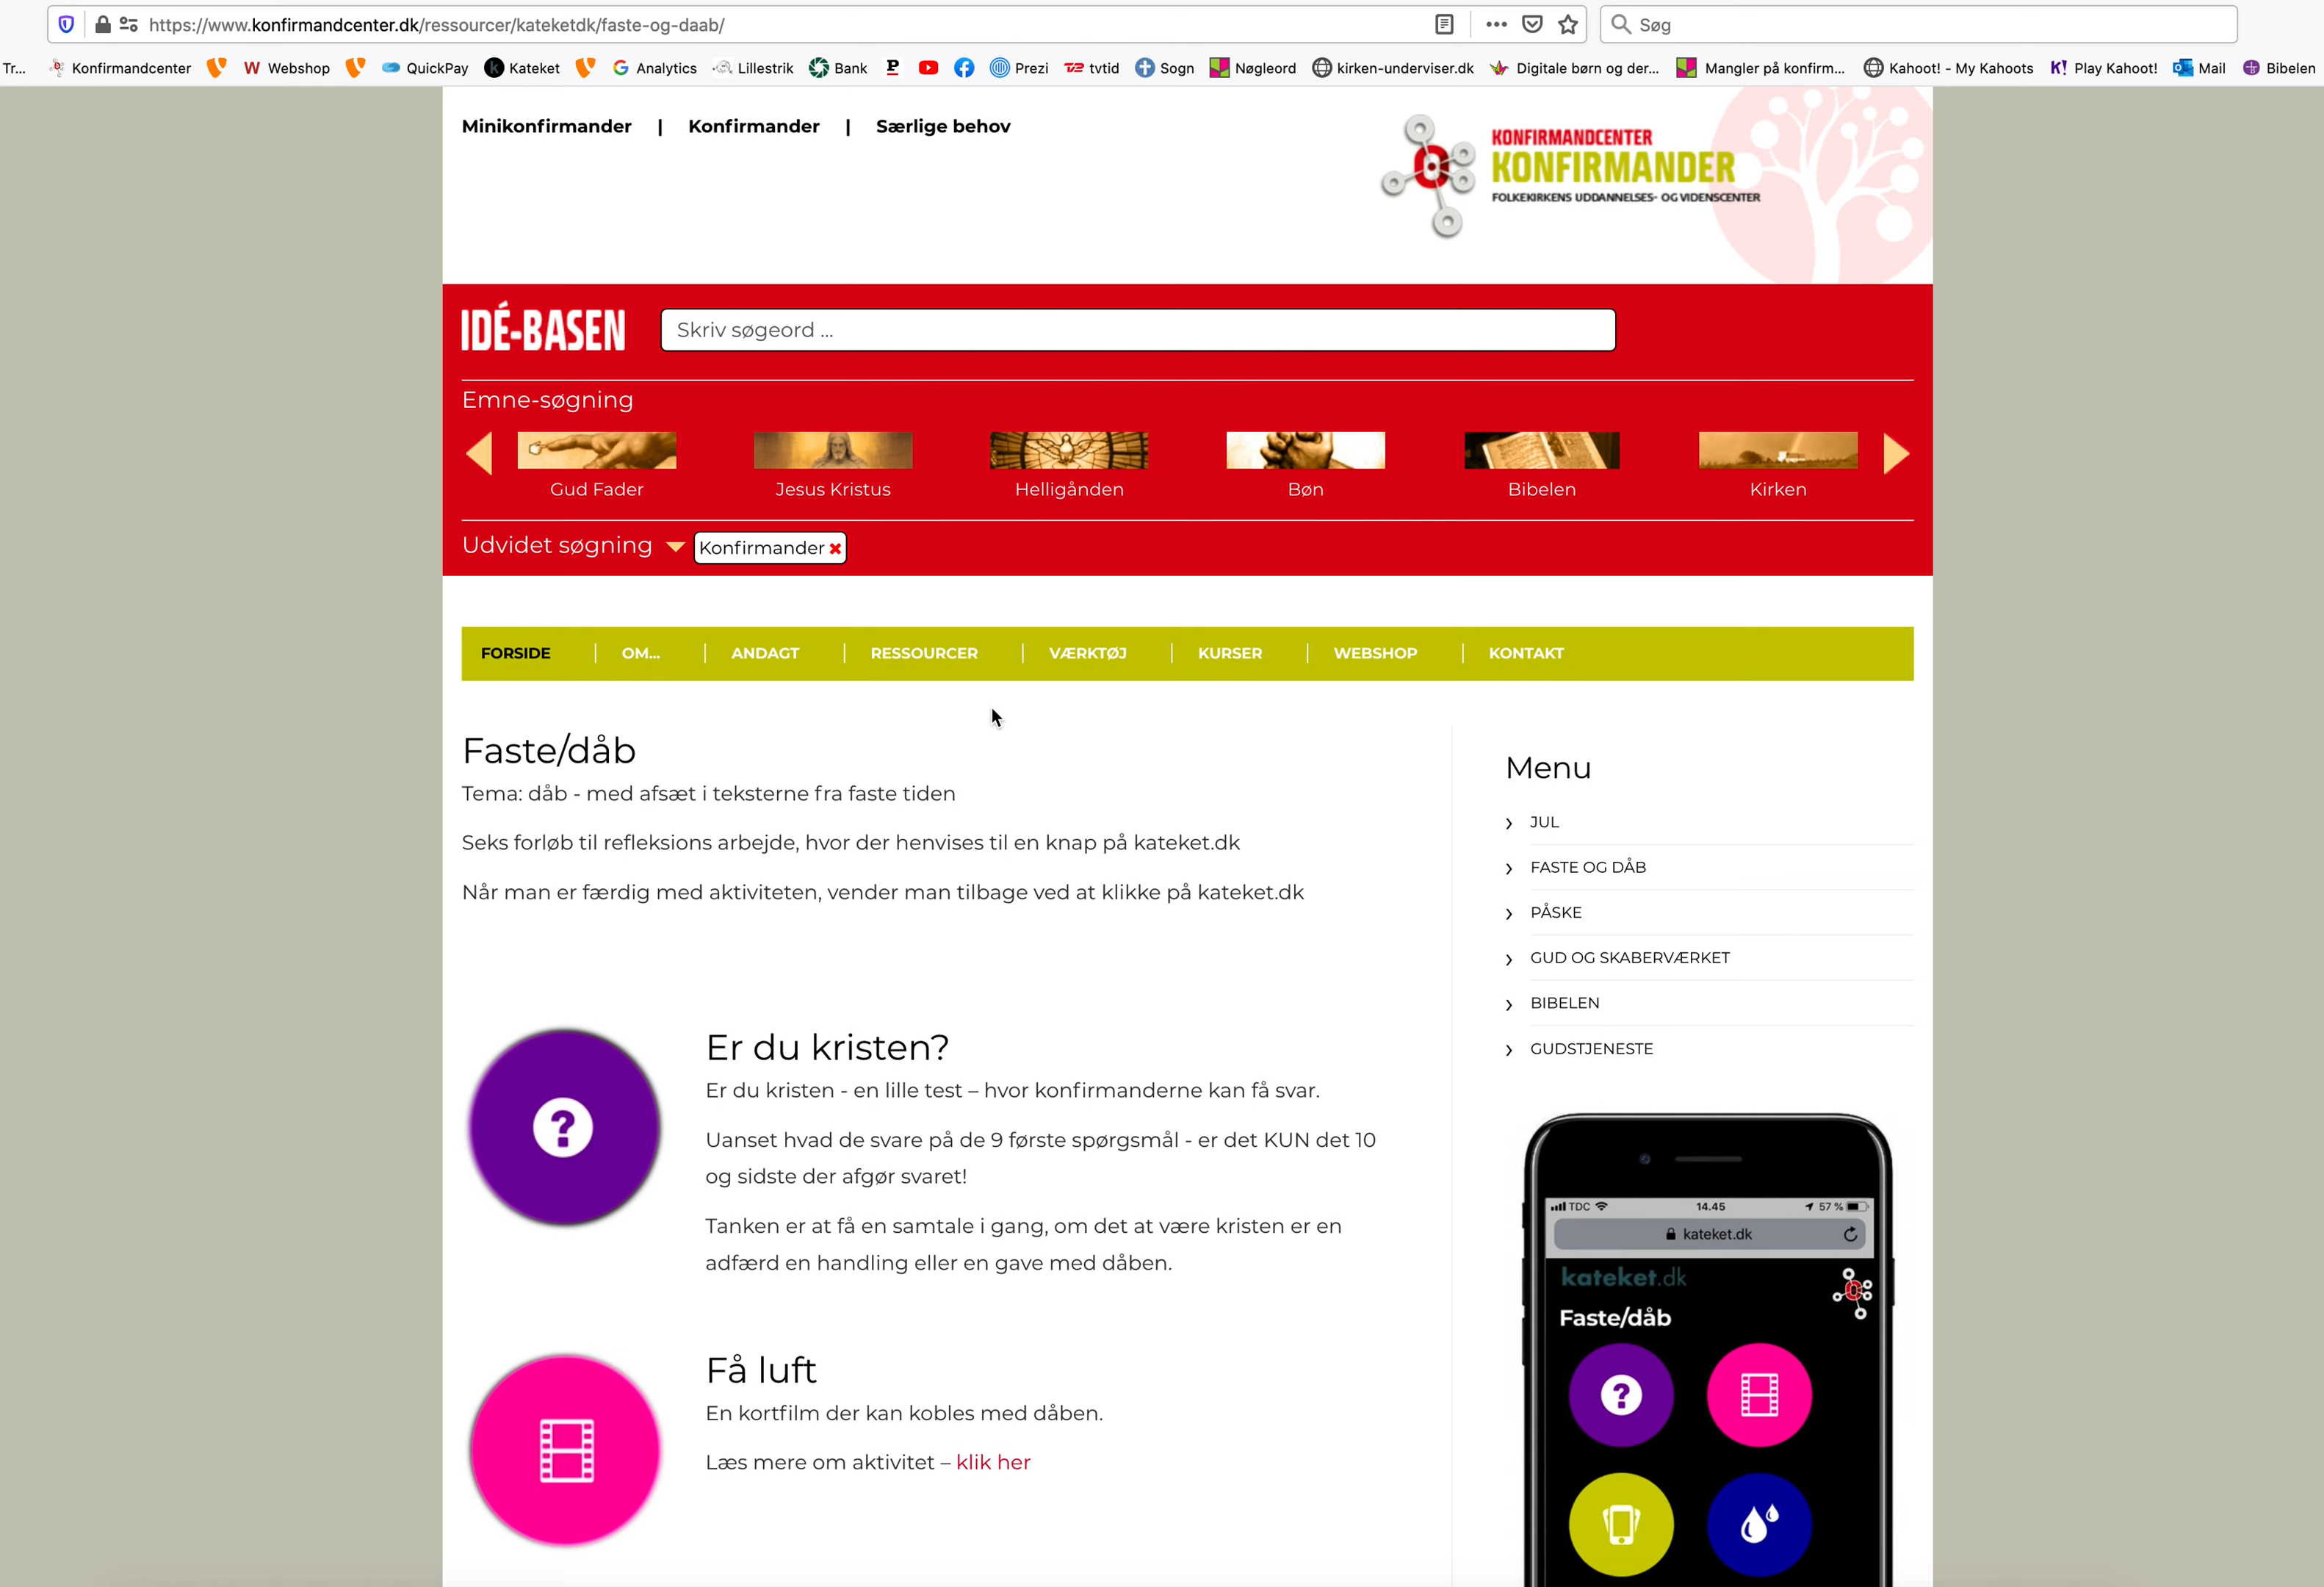 https://www.konfirmandcenter.dk/ressourcer/kateketdk/faste-og-daab/
Søg
Tr... Konfirmandcenter W Webshop QuickPay Kateket Analytics Lillestrik Bank Prezi tvtid Sogn Nøgleord kirken-underviser.dk Digitale børn og der... Mangler på konfirm... Kahoot! - My Kahoots K! Play Kahoot! Mail Bibelen
Minikonfirmander | Konfirmander | Særlige behov
KONFIRMANDCENTER
KONFIRMANDER
FOLKEKIRKENS UDDANNELSES- OG VIDENSCENTER
IDÉ-BASEN
Skriv søgeord ...
Emne-søgning
Gud Fader Jesus Kristus Helligånden Bøn Bibelen Kirken
Udvidet søgning Konfirmander
FORSIDE OM... ANDAGT RESSOURCER VÆRKTØJ KURSER WEBSHOP KONTAKT
Faste/dåb
Tema: dåb - med afsæt i teksterne fra faste tiden
Seks forløb til refleksions arbejde, hvor der henvises til en knap på kateket.dk
Når man er færdig med aktiviteten, vender man tilbage ved at klikke på kateket.dk
Er du kristen?
Er du kristen - en lille test – hvor konfirmanderne kan få svar.
Uanset hvad de svare på de 9 første spørgsmål - er det KUN det 10
og sidste der afgør svaret!
Tanken er at få en samtale i gang, om det at være kristen er en
adfærd en handling eller en gave med dåben.
Få luft
En kortfilm der kan kobles med dåben.
Læs mere om aktivitet – klik her
Menu
JUL
FASTE OG DÅB
PÅSKE
GUD OG SKABERVÆRKET
BIBELEN
GUDSTJENESTE
TDC 14.45 57 %
kateket.dk
kateket.dk
Faste/dåb